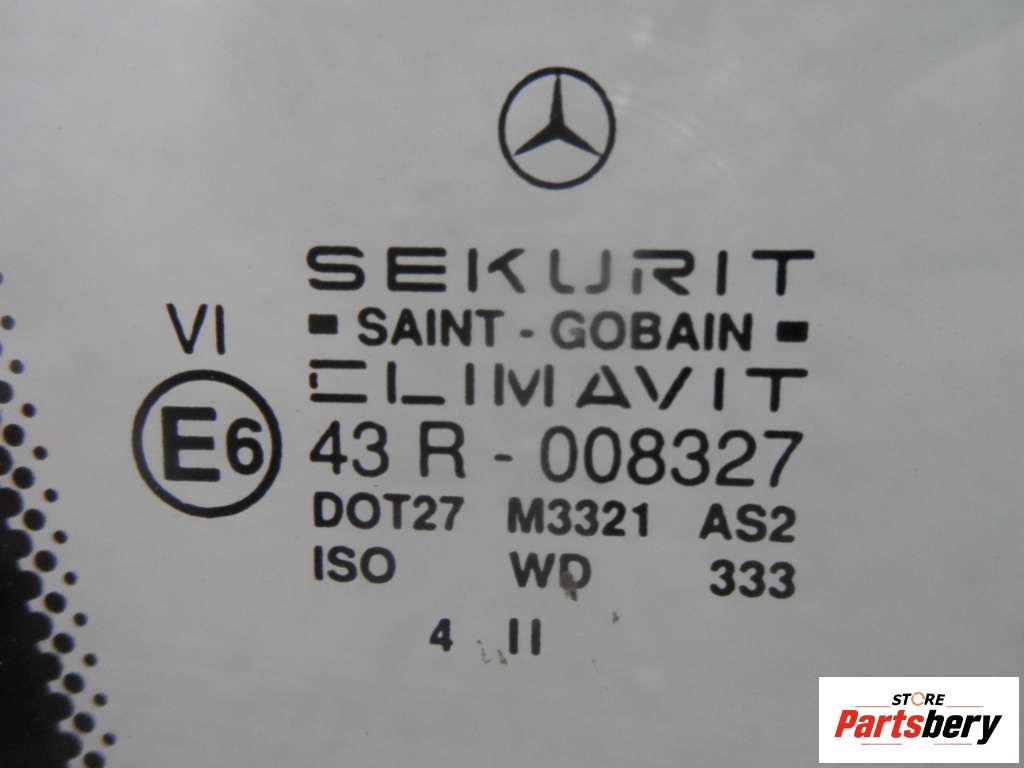 SEKURIT
SAINT - GOBAIN
CLIMAVIT
VI
E6
43 R - 008327
DOT27 M3321 AS2
ISO WD 333
4 II
STORE
Partsbery